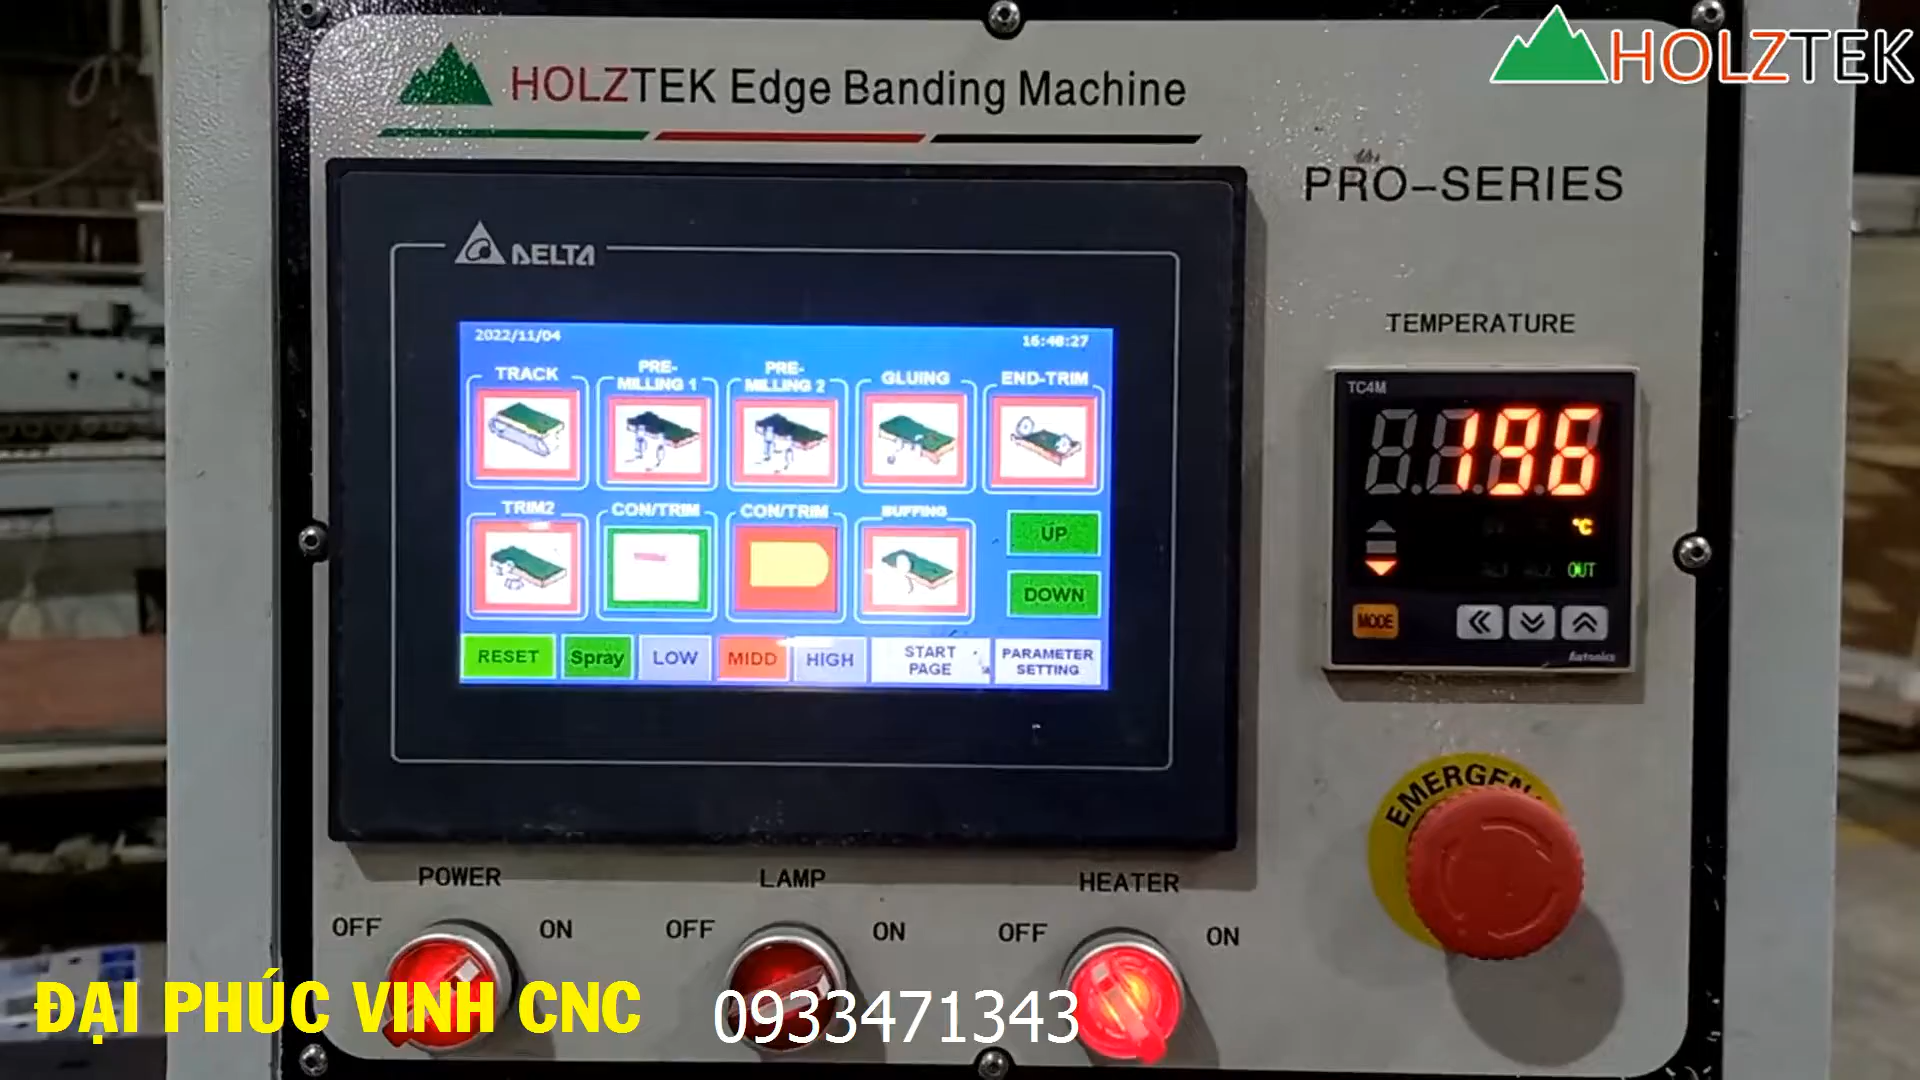 HOLZTEK Edge Banding Machine
HOLZTEK
PRO-SERIES
DELTA
2022/11/04
16:48:27
TRACK
PRE-
MILLING 1
PRE-
MILLING 2
GLUING
END-TRIM
TRIM2
CON/TRIM
CON/TRIM
BUFFING
UP
DOWN
RESET
Spray
LOW
MIDD
HIGH
START
PAGE
PARAMETER
SETTING
TEMPERATURE
TC4M
196
°C
OUT
MODE
Autonics
EMERGEN
POWER
OFF
ON
LAMP
OFF
ON
HEATER
OFF
ON
ĐẠI PHÚC VINH CNC
0933471343